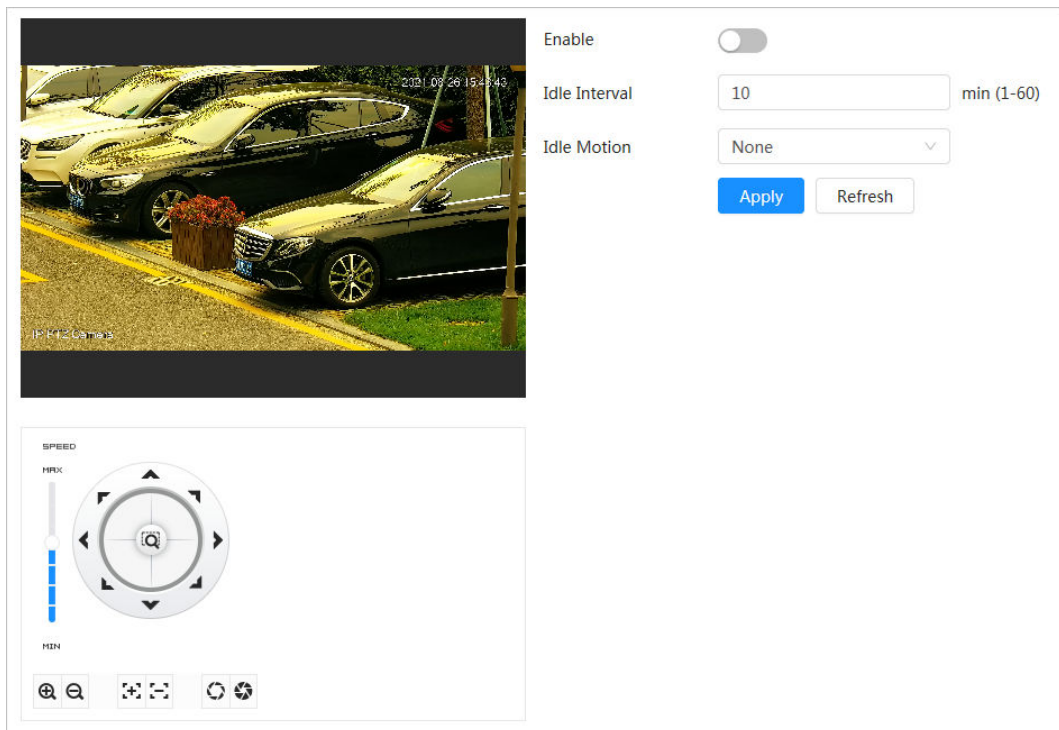 2021-08-26 15:43:43
IP PTZ Camera
Enable
Idle Interval 10 min (1-60)
Idle Motion None
Apply Refresh
SPEED
MAX
MIN